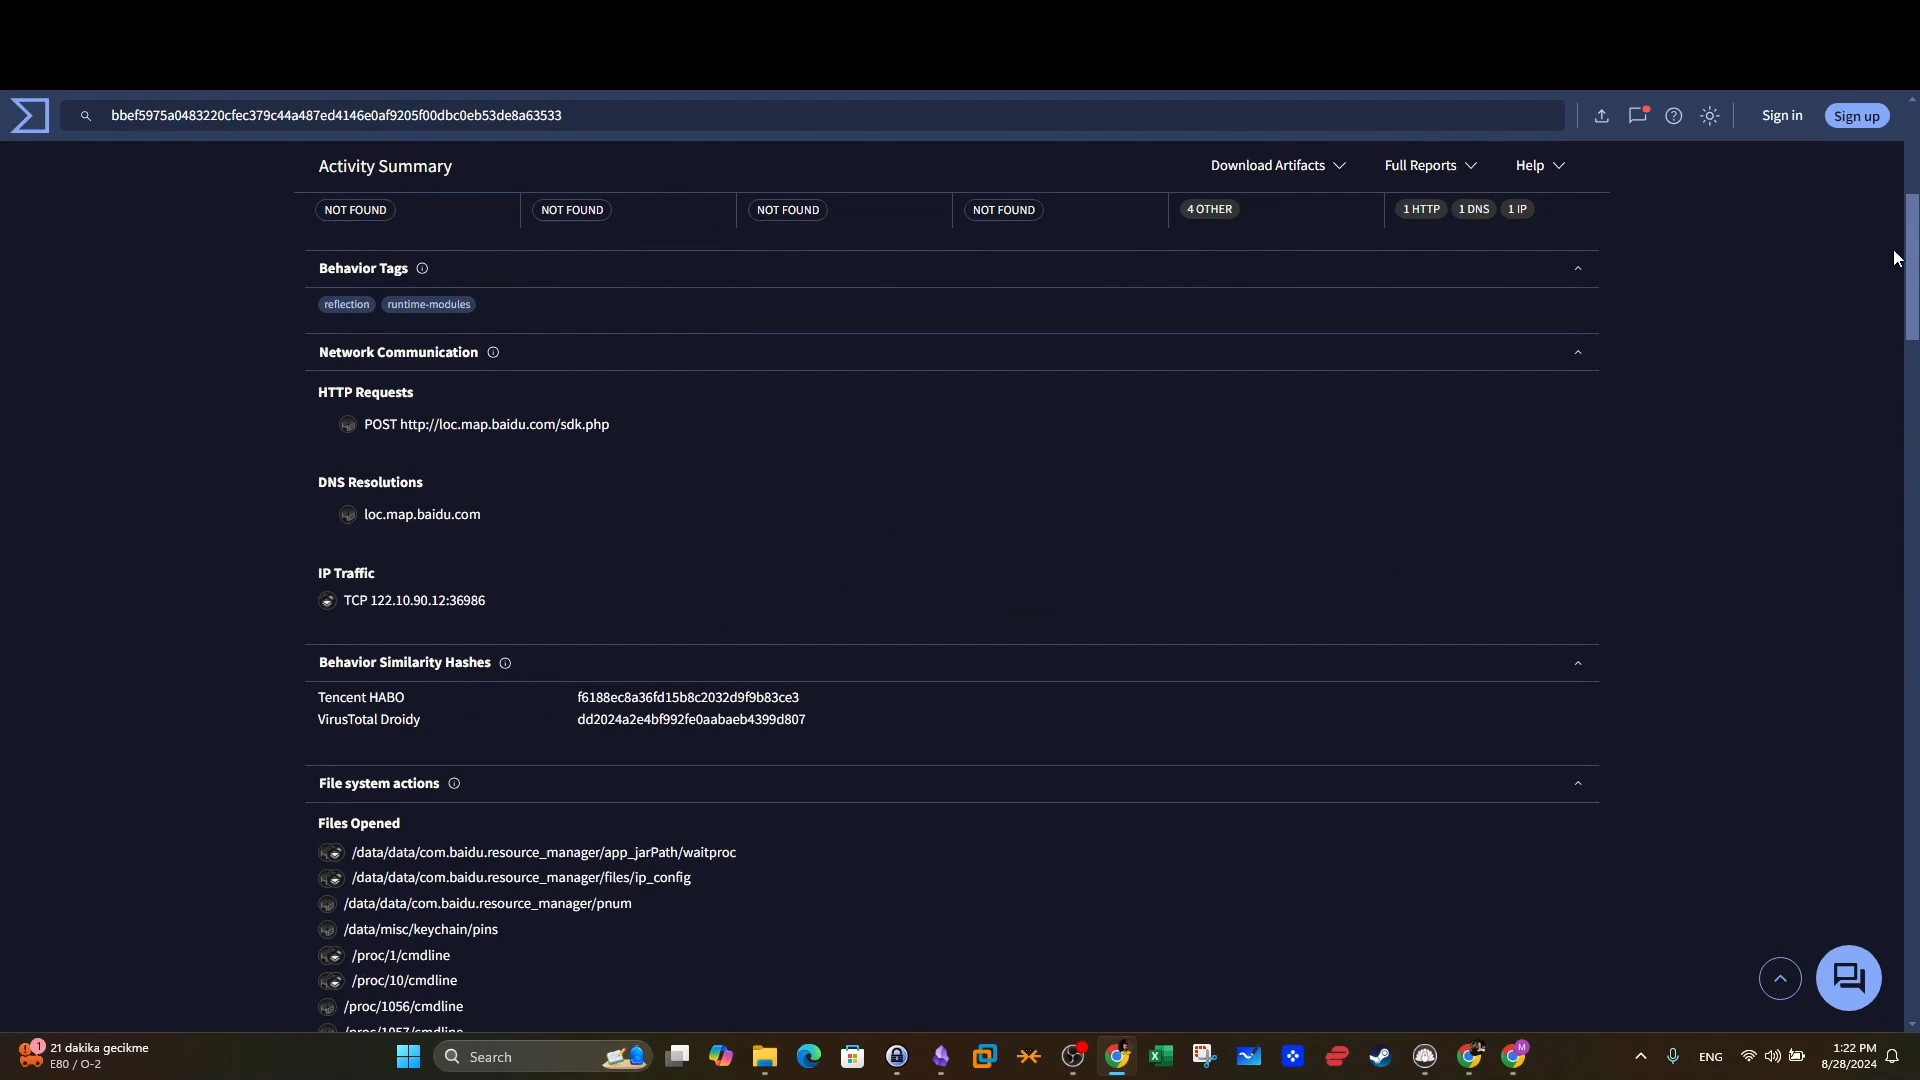 bbef5975a0483220cfec379c44a487ed4146e0af9205f00dbc0eb53de8a63533
Sign in
Sign up
Activity Summary
Download Artifacts
Full Reports
Help
NOT FOUND
NOT FOUND
NOT FOUND
NOT FOUND
4 OTHER
1 HTTP
1 DNS
1 IP
Behavior Tags
reflection
runtime-modules
Network Communication
HTTP Requests
POST http://loc.map.baidu.com/sdk.php
DNS Resolutions
loc.map.baidu.com
IP Traffic
TCP 122.10.90.12:36986
Behavior Similarity Hashes
Tencent HABO f6188ec8a36fd15b8c2032d9f9b83ce3
VirusTotal Droidy dd2024a2e4bf992fe0aabaeb4399d807
File system actions
Files Opened
/data/data/com.baidu.resource_manager/app_jarPath/waitproc
/data/data/com.baidu.resource_manager/files/ip_config
/data/data/com.baidu.resource_manager/pnum
/data/misc/keychain/pins
/proc/1/cmdline
/proc/10/cmdline
/proc/1056/cmdline
/proc/1057/cmdline
1
21 dakika gecikme
E80 / O-2
Search
ENG
1:22 PM
8/28/2024